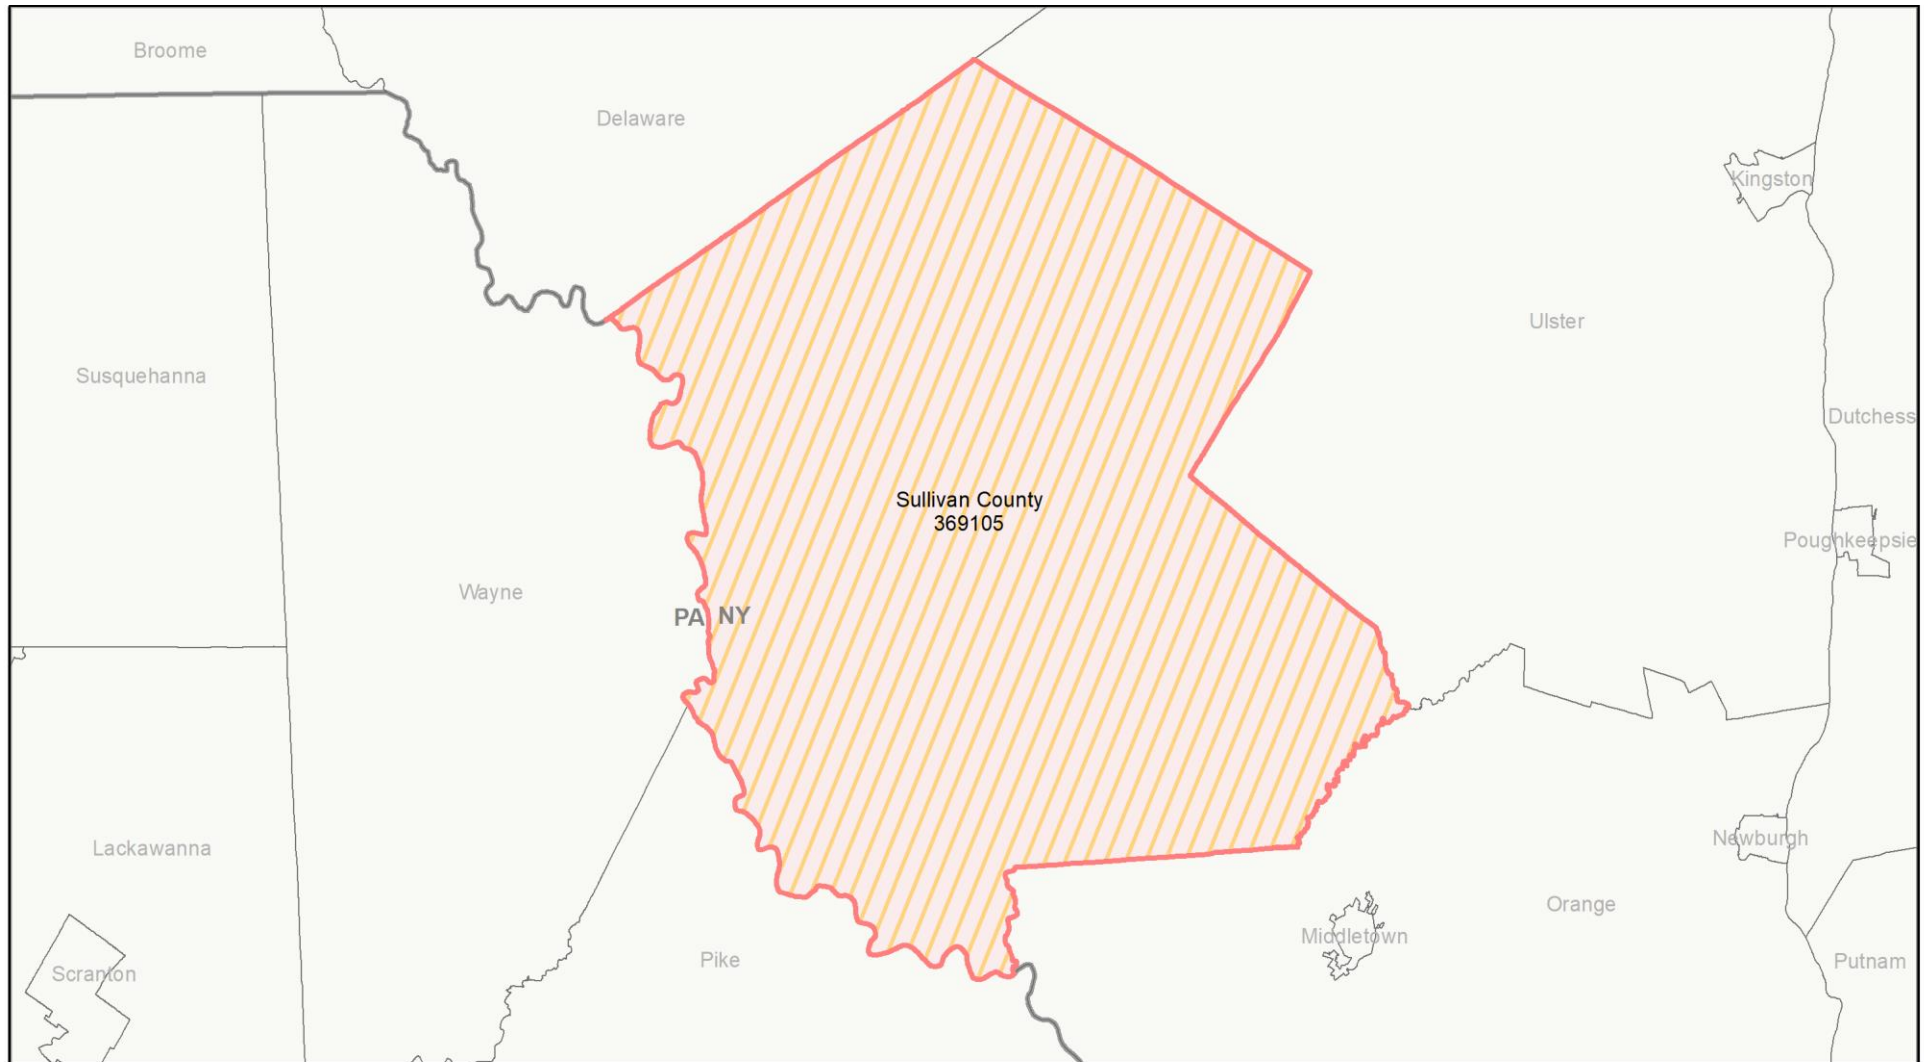 Broome
Delaware
Kingston
Ulster
Susquehanna
Dutchess
Sullivan County
369105
Poughkeepsie
Wayne
PA NY
Newburgh
Lackawanna
Orange
Middletown
Pike
Putnam
Scranton